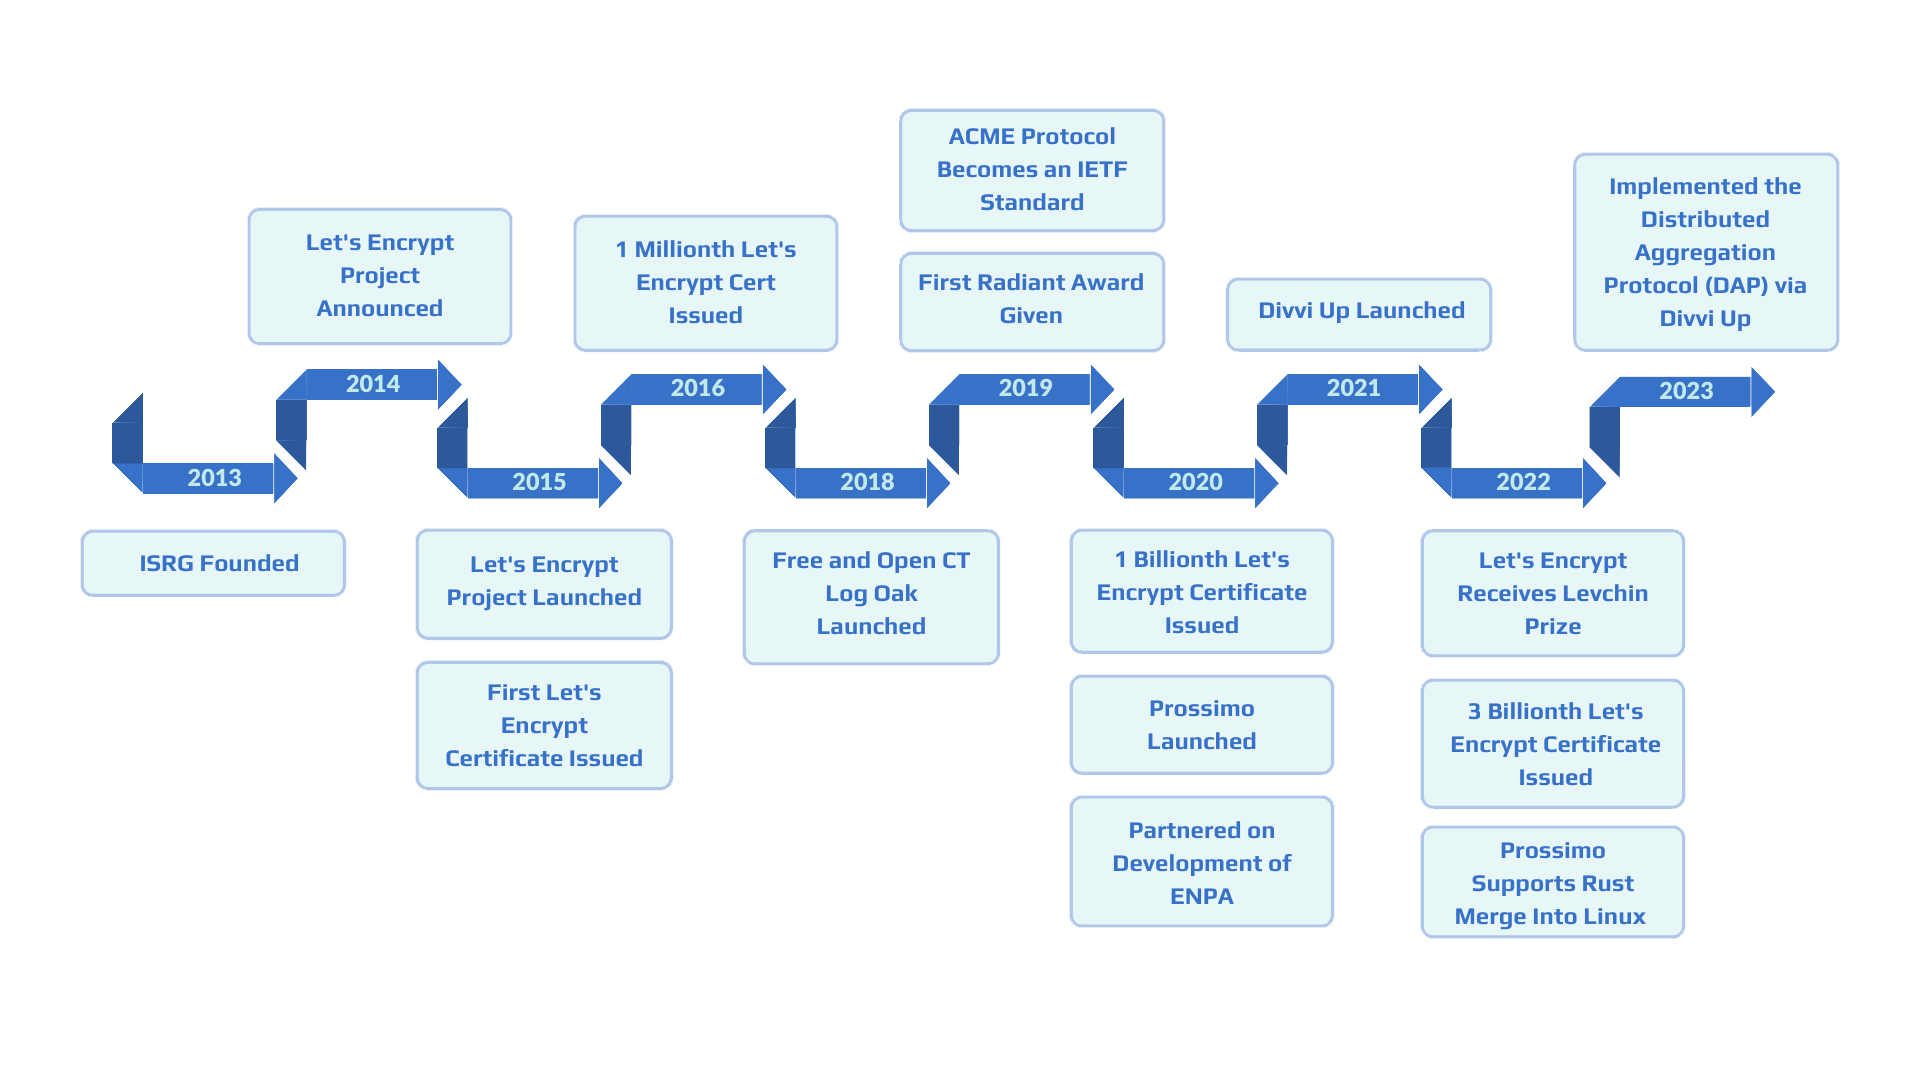 2013
ISRG Founded
Let's Encrypt
Project
Announced
2014
2015
Let's Encrypt
Project Launched
First Let's
Encrypt
Certificate Issued
1 Millionth Let's
Encrypt Cert
Issued
2016
2018
Free and Open CT
Log Oak
Launched
ACME Protocol
Becomes an IETF
Standard
First Radiant Award
Given
2019
2020
1 Billionth Let's
Encrypt Certificate
Issued
Prossimo
Launched
Partnered on
Development of
ENPA
Divvi Up Launched
2021
2022
Let's Encrypt
Receives Levchin
Prize
3 Billionth Let's
Encrypt Certificate
Issued
Prossimo
Supports Rust
Merge Into Linux
Implemented the
Distributed
Aggregation
Protocol (DAP) via
Divvi Up
2023